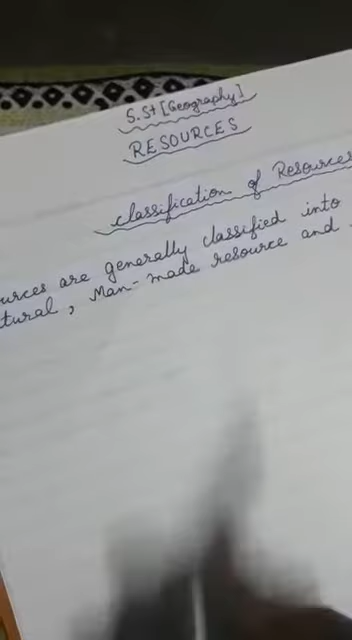 S.St [Geography]
RESOURCES
Classification of Resources
urces are generally classified into
tural, Man-made resource and